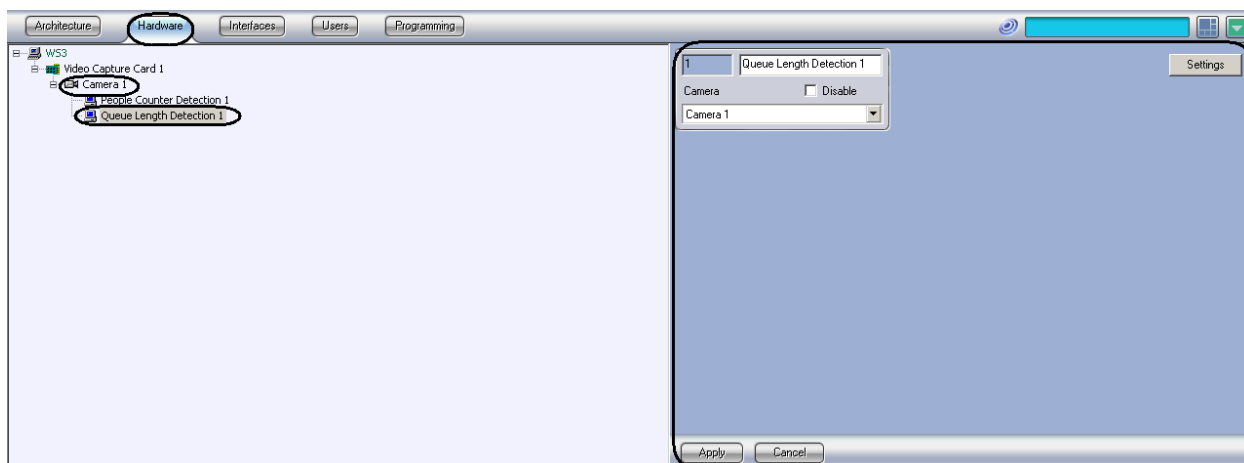 Architecture Hardware Interfaces Users Programming
WS3
Video Capture Card 1
Camera 1
People Counter Detection 1
Queue Length Detection 1
1 Queue Length Detection 1 Settings
Camera Disable
Camera 1
Apply Cancel